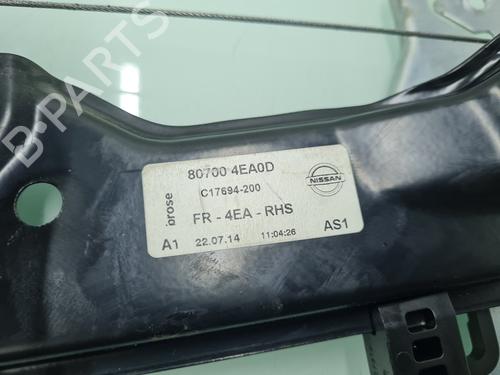 80700 4EA0D
C17694-200
NISSAN
brose
FR - 4EA - RHS
A1 22.07.14 11:04:26 AS1
B-PARTS